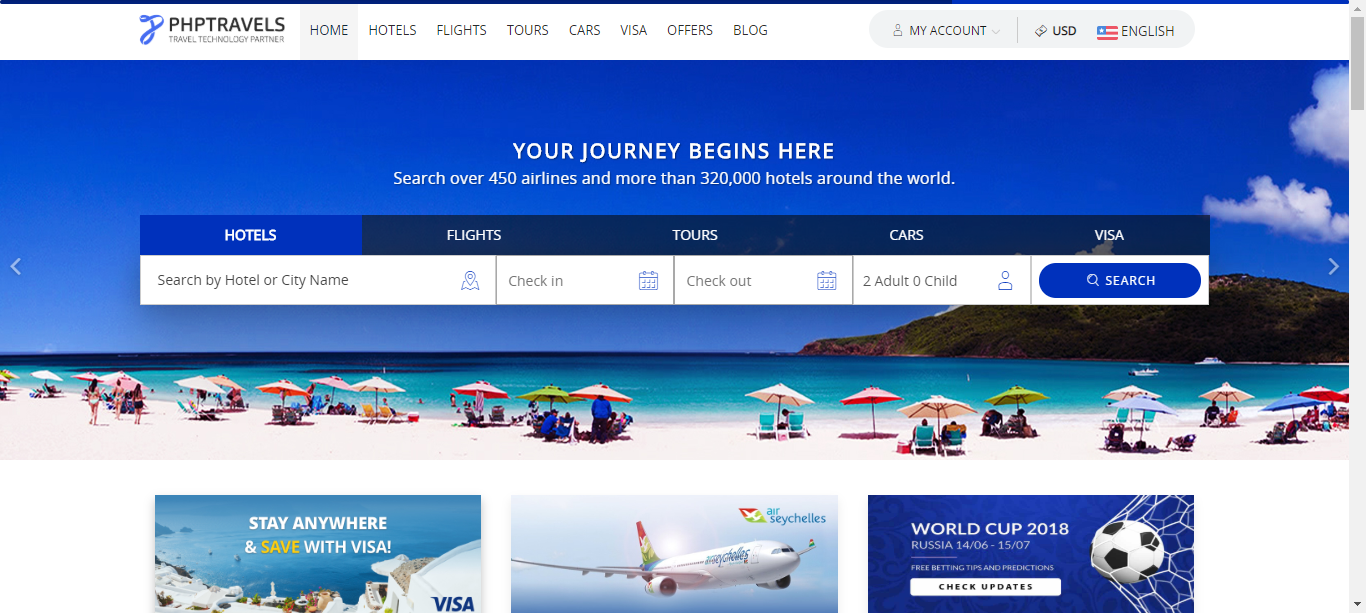 PHPTRAVELS
TRAVEL TECHNOLOGY PARTNER
HOME HOTELS FLIGHTS TOURS CARS VISA OFFERS BLOG
MY ACCOUNT USD ENGLISH
YOUR JOURNEY BEGINS HERE
Search over 450 airlines and more than 320,000 hotels around the world.
HOTELS FLIGHTS TOURS CARS VISA
Search by Hotel or City Name Check in Check out 2 Adult 0 Child SEARCH
STAY ANYWHERE
& SAVE WITH VISA!
VISA
air
seychelles
airseychelles
WORLD CUP 2018
RUSSIA 14/06 - 15/07
FREE BETTING TIPS AND PREDICTIONS
CHECK UPDATES